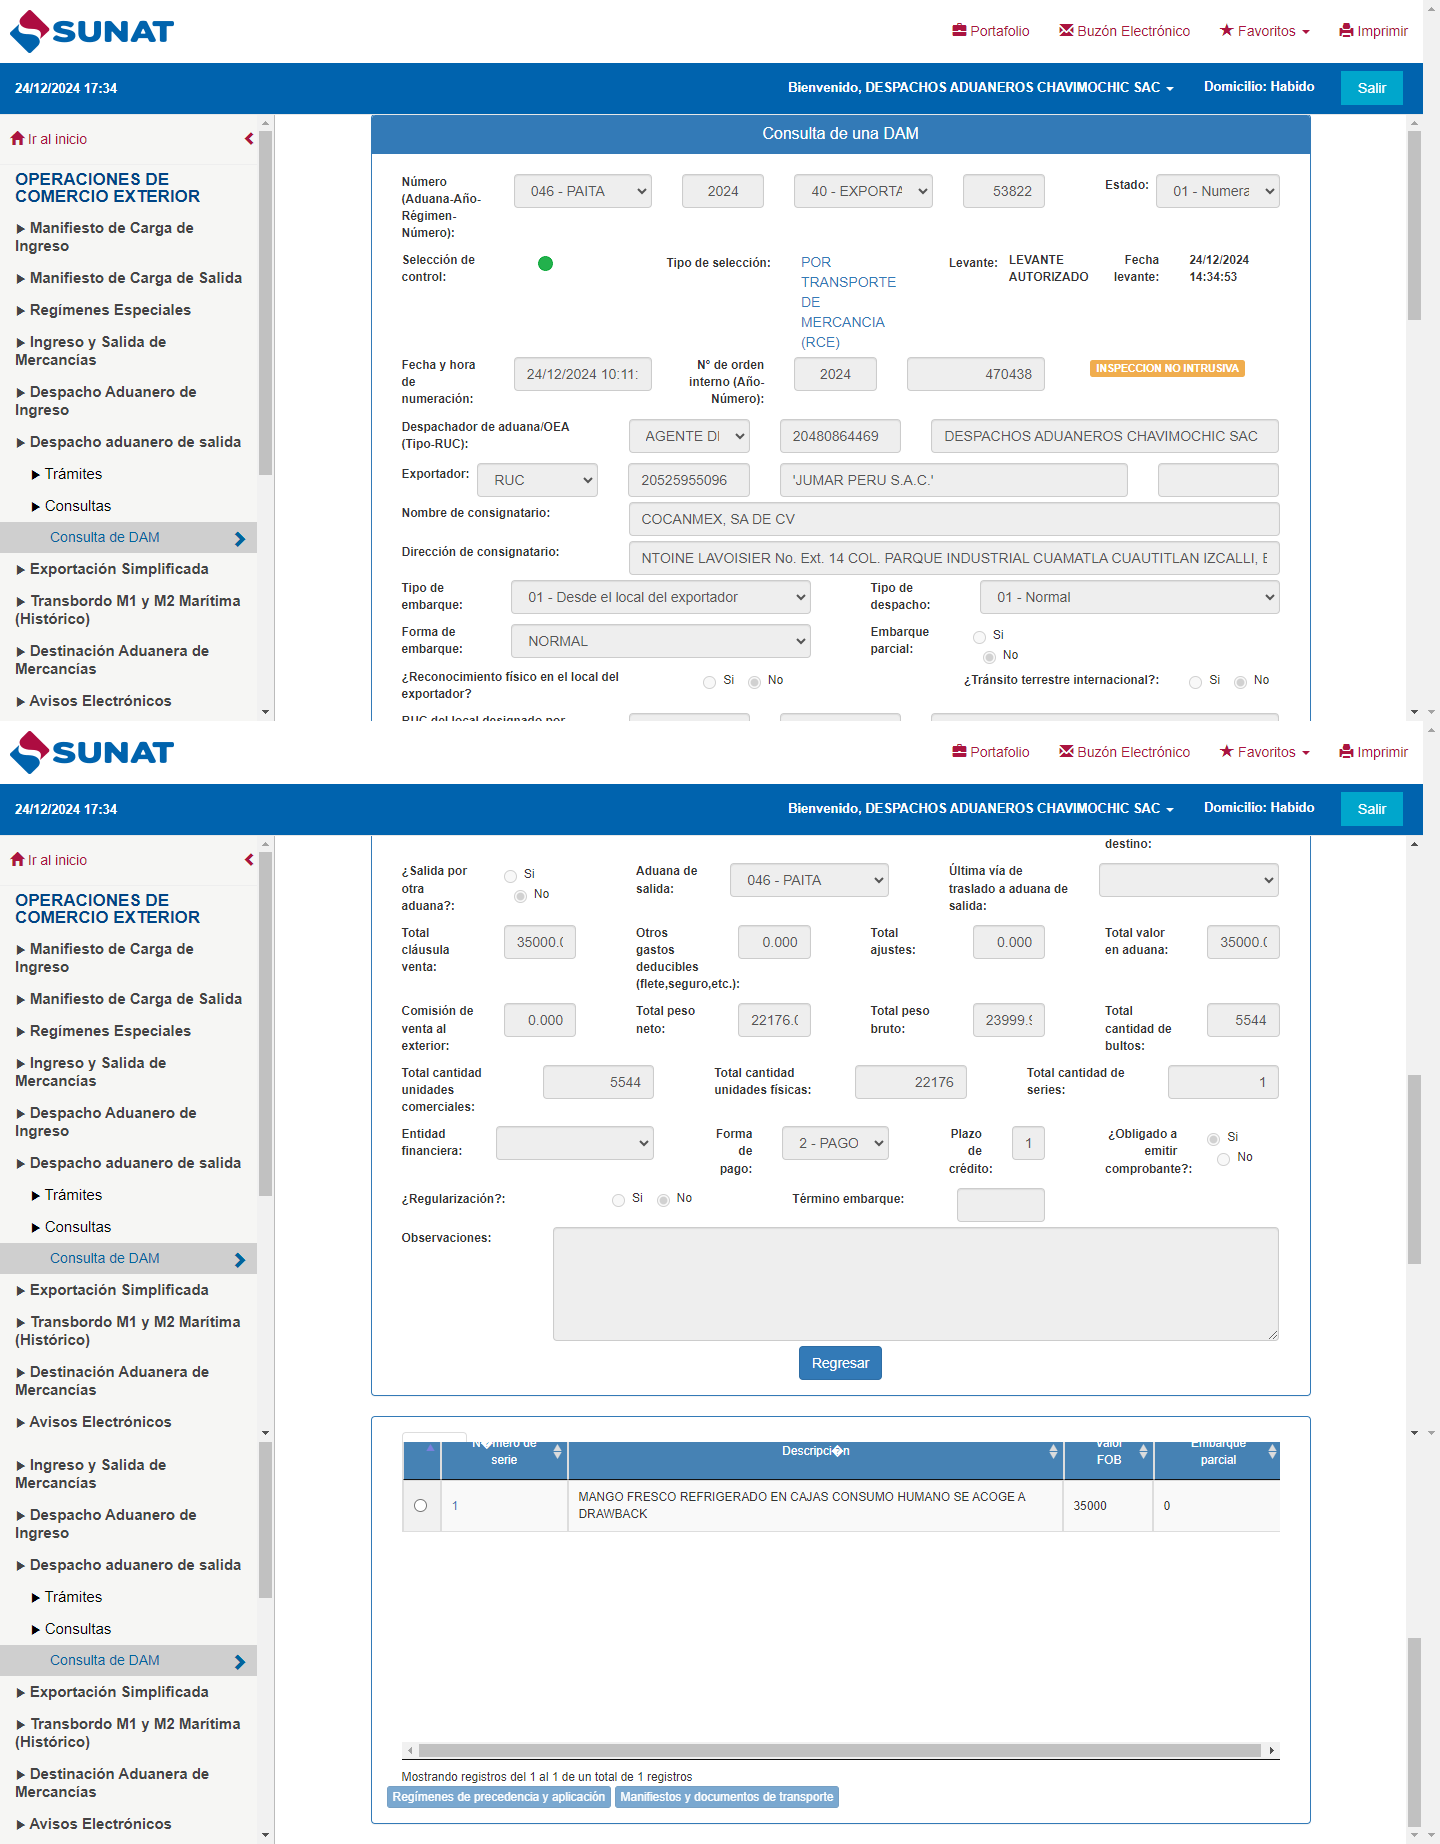 SUNAT
Portafolio Buzón Electrónico Favoritos Imprimir
24/12/2024 17:34 Bienvenido, DESPACHOS ADUANEROS CHAVIMOCHIC SAC Domicilio: Habido Salir
Ir al inicio
OPERACIONES DE
COMERCIO EXTERIOR
Manifiesto de Carga de
Ingreso
Manifiesto de Carga de Salida
Regímenes Especiales
Ingreso y Salida de
Mercancías
Despacho Aduanero de
Ingreso
Despacho aduanero de salida
Trámites
Consultas
Consulta de DAM
Exportación Simplificada
Transbordo M1 y M2 Marítima
(Histórico)
Destinación Aduanera de
Mercancías
Avisos Electrónicos
Consulta de una DAM
Número
(Aduana-Año-
Régimen-
Número):
046 - PAITA 2024 40 - EXPORTA 53822 Estado: 01 - Numera
Selección de
control:
Tipo de selección:
POR
TRANSPORTE
DE
MERCANCIA
(RCE)
Levante: LEVANTE
AUTORIZADO
Fecha
levante:
24/12/2024
14:34:53
Fecha y hora
de
numeración:
24/12/2024 10:11:
N° de orden
interno (Año-
Número):
2024 470438 INSPECCION NO INTRUSIVA
Despachador de aduana/OEA
(Tipo-RUC):
AGENTE DI 20480864469 DESPACHOS ADUANEROS CHAVIMOCHIC SAC
Exportador: RUC 20525955096 'JUMAR PERU S.A.C.'
Nombre de consignatario: COCANMEX, SA DE CV
Dirección de consignatario: NTOINE LAVOISIER No. Ext. 14 COL. PARQUE INDUSTRIAL CUAMATLA CUAUTITLAN IZCALLI, E
Tipo de
embarque:
01 - Desde el local del exportador
Tipo de
despacho:
01 - Normal
Forma de
embarque:
NORMAL
Embarque
parcial:
Si
No
¿Reconocimiento físico en el local del
exportador?
Si No
¿Tránsito terrestre internacional?: Si No
RUC del local designado por
SUNAT
Portafolio Buzón Electrónico Favoritos Imprimir
24/12/2024 17:34 Bienvenido, DESPACHOS ADUANEROS CHAVIMOCHIC SAC Domicilio: Habido Salir
Ir al inicio
OPERACIONES DE
COMERCIO EXTERIOR
Manifiesto de Carga de
Ingreso
Manifiesto de Carga de Salida
Regímenes Especiales
Ingreso y Salida de
Mercancías
Despacho Aduanero de
Ingreso
Despacho aduanero de salida
Trámites
Consultas
Consulta de DAM
Exportación Simplificada
Transbordo M1 y M2 Marítima
(Histórico)
Destinación Aduanera de
Mercancías
Avisos Electrónicos
destino:
¿Salida por
otra
aduana?:
Si
No
Aduana de
salida:
046 - PAITA
Última vía de
traslado a aduana de
salida:
Total
cláusula
venta:
35000.0
Otros
gastos
deducibles
(flete,seguro,etc.):
0.000
Total
ajustes:
0.000
Total valor
en aduana:
35000.0
Comisión de
venta al
exterior:
0.000
Total peso
neto:
22176.0
Total peso
bruto:
23999.9
Total
cantidad de
bultos:
5544
Total cantidad
unidades
comerciales:
5544
Total cantidad
unidades físicas:
22176
Total cantidad de
series:
1
Entidad
financiera:
Forma
de
pago:
2 - PAGO
Plazo
de
crédito:
1
¿Obligado a
emitir
comprobante?:
Si
No
¿Regularización?: Si No Término embarque:
Observaciones:
Regresar
Ingreso y Salida de
Mercancías
Despacho Aduanero de
Ingreso
Despacho aduanero de salida
Trámites
Consultas
Consulta de DAM
Exportación Simplificada
Transbordo M1 y M2 Marítima
(Histórico)
Destinación Aduanera de
Mercancías
Avisos Electrónicos
N�mero de
serie
Descripci�n
Valor
FOB
Embarque
parcial
1
MANGO FRESCO REFRIGERADO EN CAJAS CONSUMO HUMANO SE ACOGE A
DRAWBACK
35000 0
Mostrando registros del 1 al 1 de un total de 1 registros
Regímenes de precedencia y aplicación Manifiestos y documentos de transporte